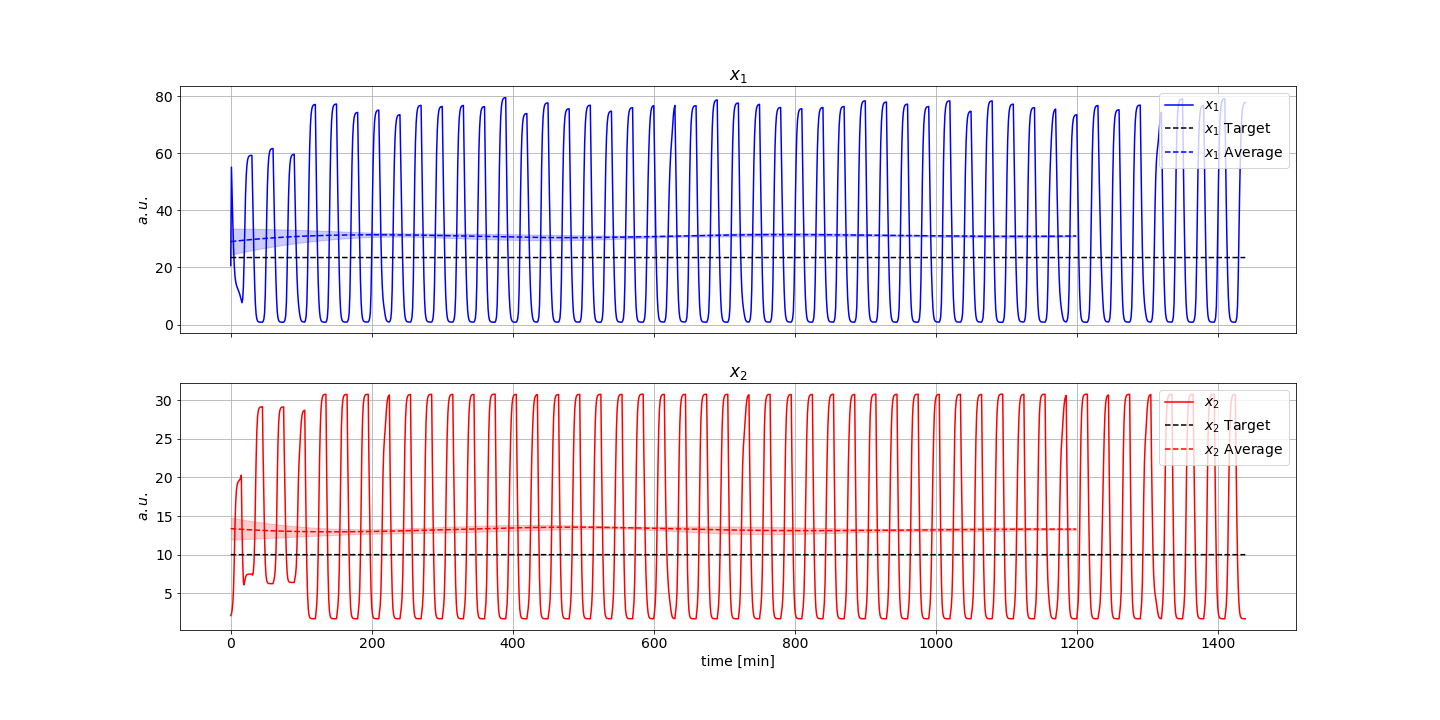 x₁
80
60
40
20
0
a.u.
x₁
x₁ Target
x₁ Average
x₂
30
25
20
15
10
5
a.u.
x₂
x₂ Target
x₂ Average
0 200 400 600 800 1000 1200 1400
time [min]